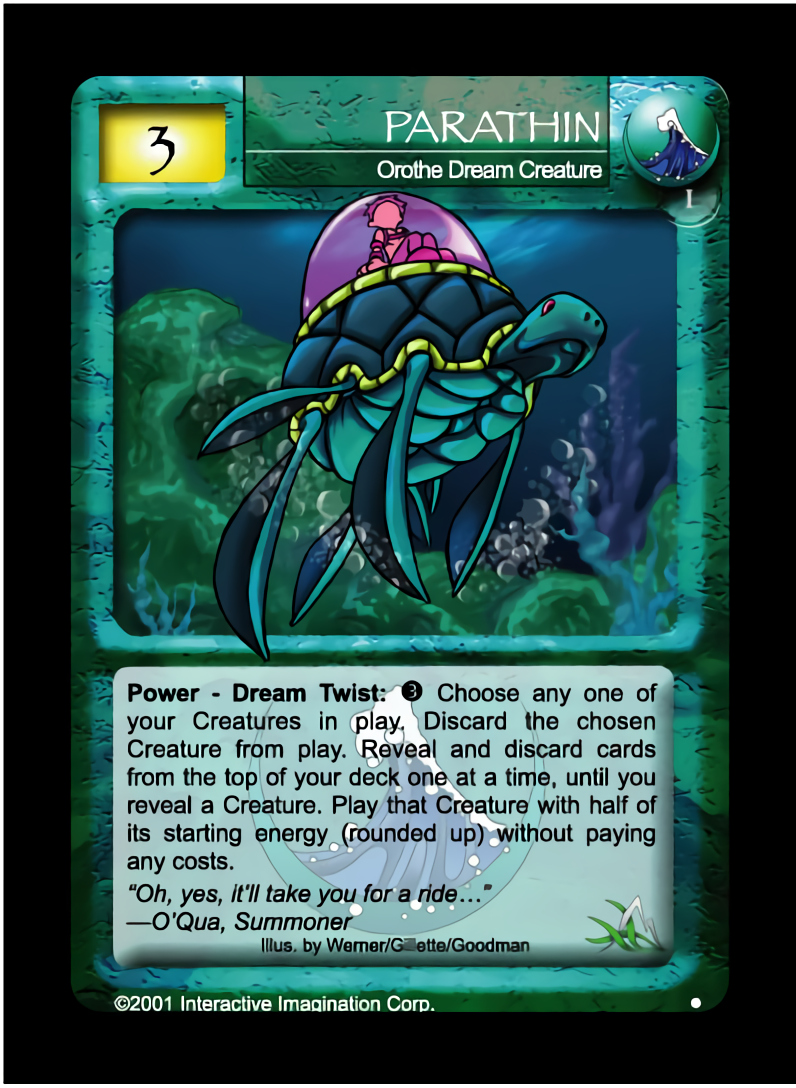 3
PARATHIN
Orothe Dream Creature
1
Power - Dream Twist: ❸ Choose any one of
your Creatures in play. Discard the chosen
Creature from play. Reveal and discard cards
from the top of your deck one at a time, until you
reveal a Creature. Play that Creature with half of
its starting energy (rounded up) without paying
any costs.
“Oh, yes, it'll take you for a ride…”
—O'Qua, Summoner
Illus. by Werner/ /Goodman
©2001 Interactive Imagination Corp.